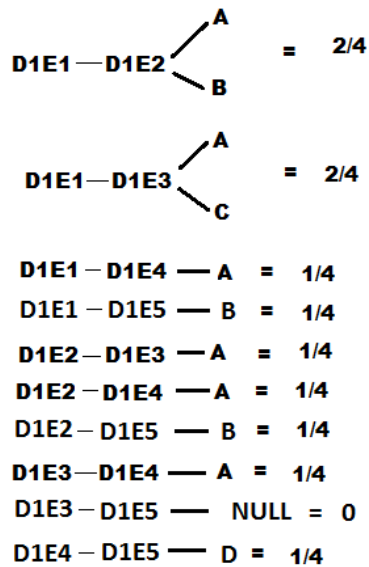 A
D1E1 — D1E2 = 2/4
B
A
D1E1 — D1E3 = 2/4
C
D1E1 — D1E4 — A = 1/4
D1E1 — D1E5 — B = 1/4
D1E2 — D1E3 — A = 1/4
D1E2 — D1E4 — A = 1/4
D1E2 — D1E5 — B = 1/4
D1E3 — D1E4 — A = 1/4
D1E3 — D1E5 — NULL = 0
D1E4 — D1E5 — D = 1/4